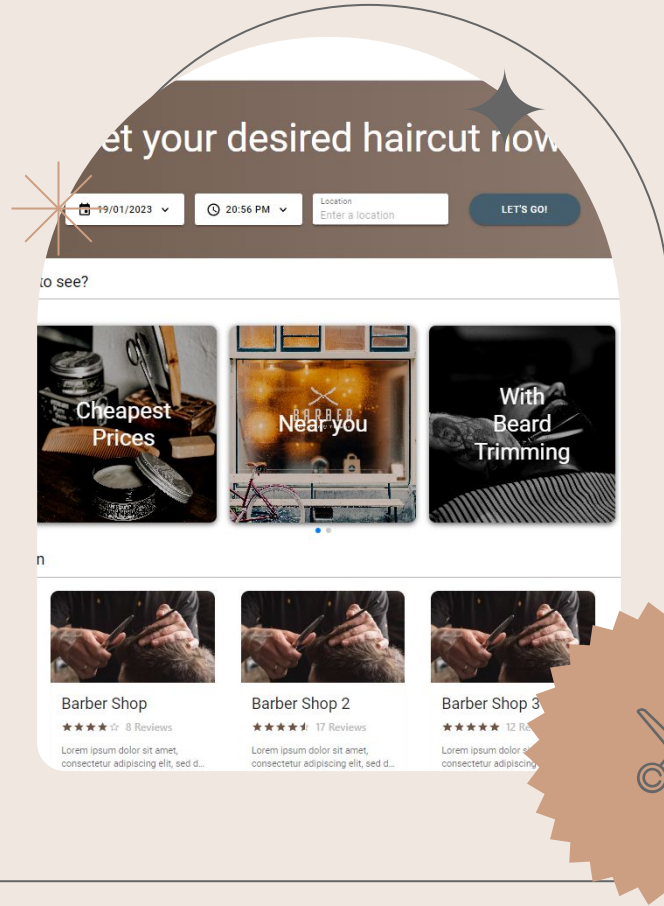 et your desired haircut now
19/01/2023
20:56 PM
Location
Enter a location
LET'S GO!
to see?
Cheapest
Prices
BARBER
Near you
With
Beard
Trimming
n
Barber Shop
8 Reviews
Lorem ipsum dolor sit amet,
consectetur adipiscing elit, sed d...
Barber Shop 2
17 Reviews
Lorem ipsum dolor sit amet,
consectetur adipiscing elit, sed d...
Barber Shop 3
12 Re
Lorem ipsum dolor si
consectetur adipiscing